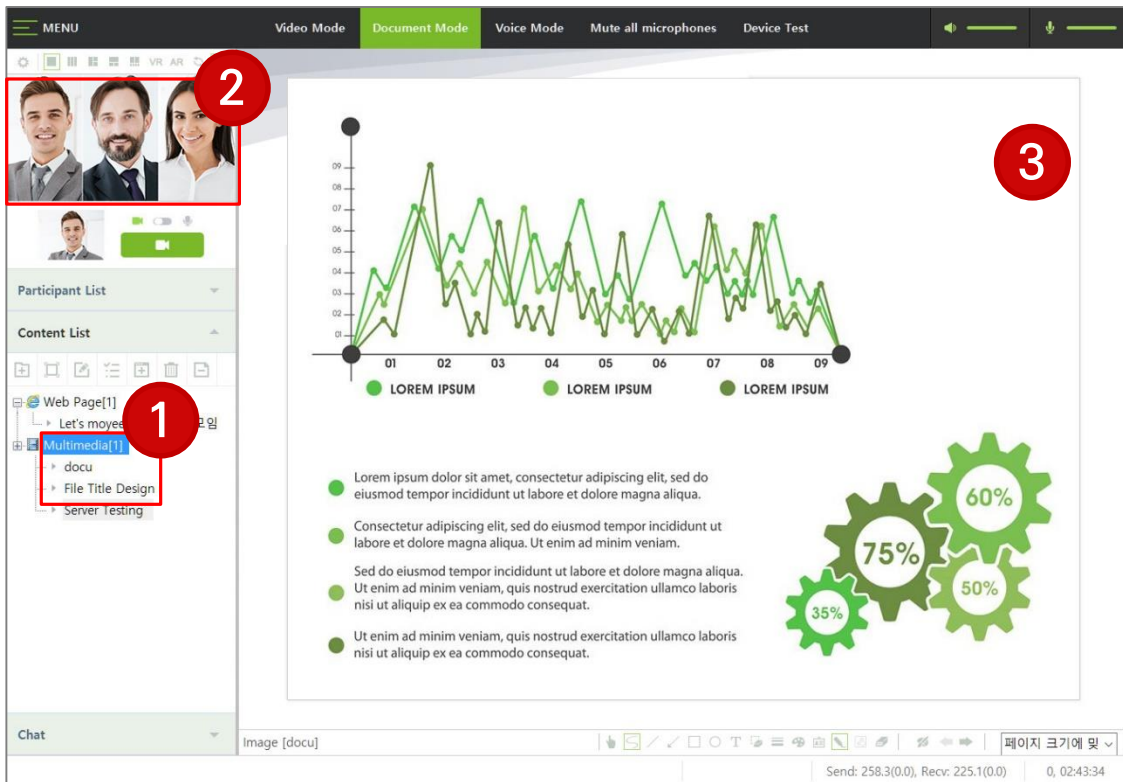 MENU
Video Mode
Document Mode
Voice Mode
Mute all microphones
Device Test
VR AR
2
3
Participant List
Content List
Web Page[1]
Let's moyee
모임
1
Multimedia[1]
docu
File Title Design
Server Testing
Chat
09
08
07
06
05
04
03
02
01
01 02 03 04 05 06 07 08 09
LOREM IPSUM LOREM IPSUM LOREM IPSUM
Lorem ipsum dolor sit amet, consectetur adipiscing elit, sed do
eiusmod tempor incididunt ut labore et dolore magna aliqua.
Consectetur adipiscing elit, sed do eiusmod tempor incididunt ut
labore et dolore magna aliqua. Ut enim ad minim veniam.
Sed do eiusmod tempor incididunt ut labore et dolore magna aliqua.
Ut enim ad minim veniam, quis nostrud exercitation ullamco laboris
nisi ut aliquip ex ea commodo consequat.
Ut enim ad minim veniam, quis nostrud exercitation ullamco laboris
nisi ut aliquip ex ea commodo consequat.
60%
75%
50%
35%
Image [docu]
T
페이지 크기에 맞
Send: 258.3(0.0), Recv: 225.1(0.0)
0, 02:43:34